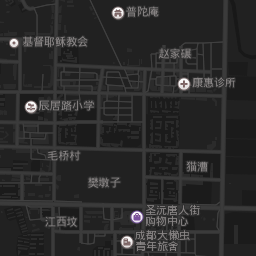 普陀庵
基督耶稣教会
赵家碾
康惠诊所
辰居路小学
毛桥村
猫漕
樊墩子
圣沅唐人街
购物中心
江西坟
成都大懒虫
青年旅舍